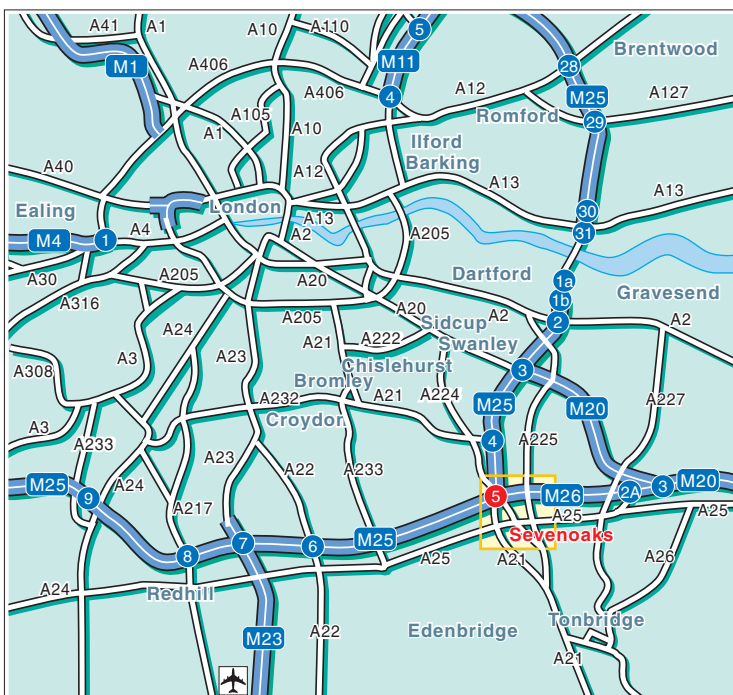 A41
A1
A10
A110
5
Brentwood
M1
A406
M11
28
A406
4
A12
M25
A127
A105
A10
Romford
29
A1
Ilford
Barking
A40
A12
A13
A13
Ealing
London
30
A13
A205
31
M4
1
A4
A2
A30
A205
A20
Dartford
1a
Gravesend
A316
1b
A205
A20
A2
2
A24
Sidcup
A2
A3
A23
A21
A222
Swanley
A308
Chislehurst
3
Bromley
A224
A227
A232
A21
M25
M20
A3
Croydon
A233
4
A225
A23
A22
A233
M25
A24
M20
9
5
M26
2A
3
A217
A25
A25
7
6
M25
Sevenoaks
8
A25
A21
A26
A24
Redhill
Tonbridge
M23
A22
Edenbridge
A21